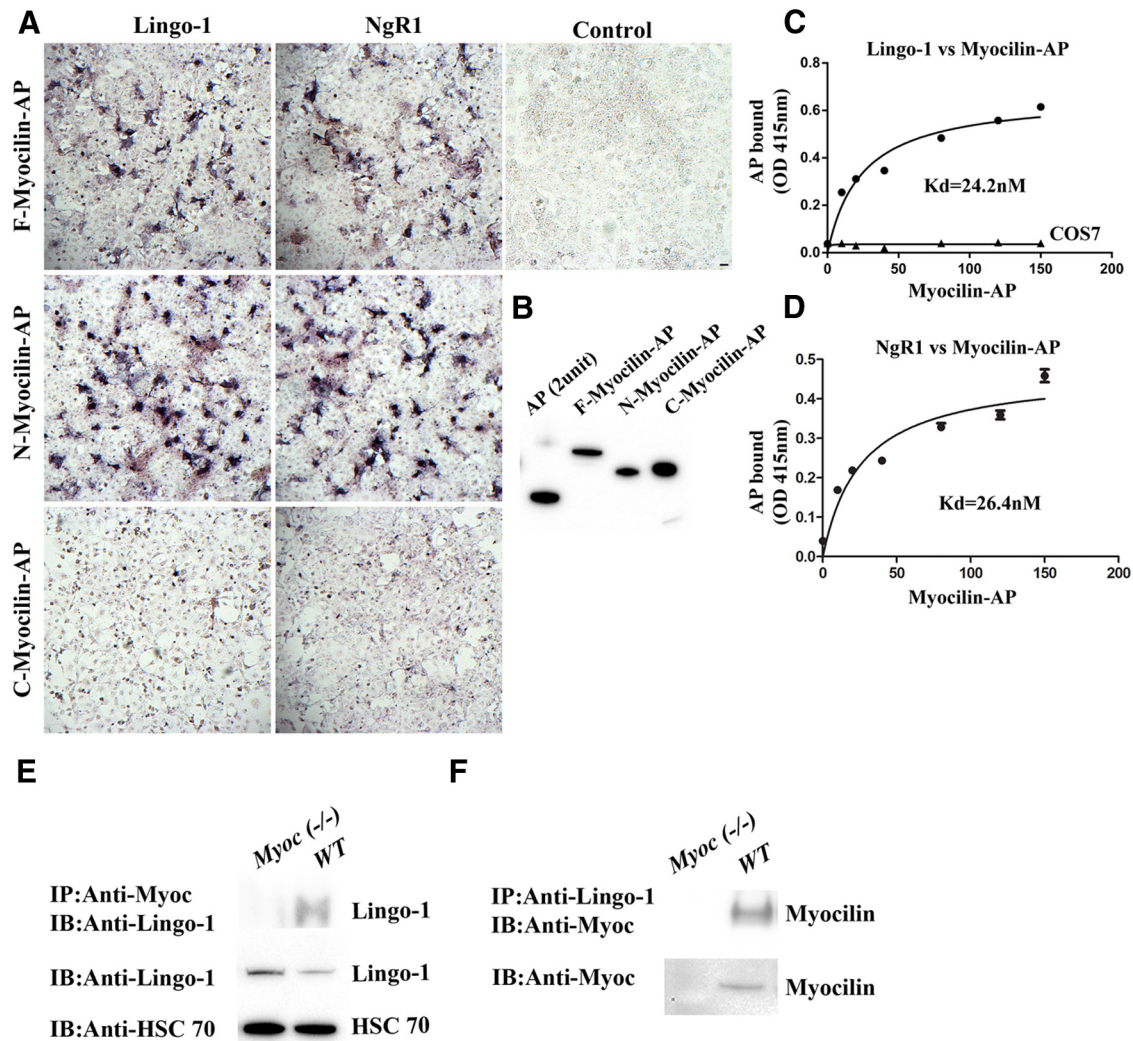 A
Lingo-1
NgR1
Control
F-Myocilin-AP
N-Myocilin-AP
C-Myocilin-AP
B
AP (2unit)
F-Myocilin-AP
N-Myocilin-AP
C-Myocilin-AP
C
Lingo-1 vs Myocilin-AP
AP bound
(OD 415nm)
0.8
0.6
0.4
0.2
0.0
Kd=24.2nM
COS7
0 50 100 150 200
Myocilin-AP
D
NgR1 vs Myocilin-AP
AP bound
(OD 415nm)
0.5
0.4
0.3
0.2
0.1
0.0
Kd=26.4nM
0 50 100 150 200
Myocilin-AP
E
Myoc (-/-)
WT
IP:Anti-Myoc
IB:Anti-Lingo-1
Lingo-1
IB:Anti-Lingo-1
Lingo-1
IB:Anti-HSC 70
HSC 70
F
Myoc (-/-)
WT
IP:Anti-Lingo-1
IB:Anti-Myoc
Myocilin
IB:Anti-Myoc
Myocilin